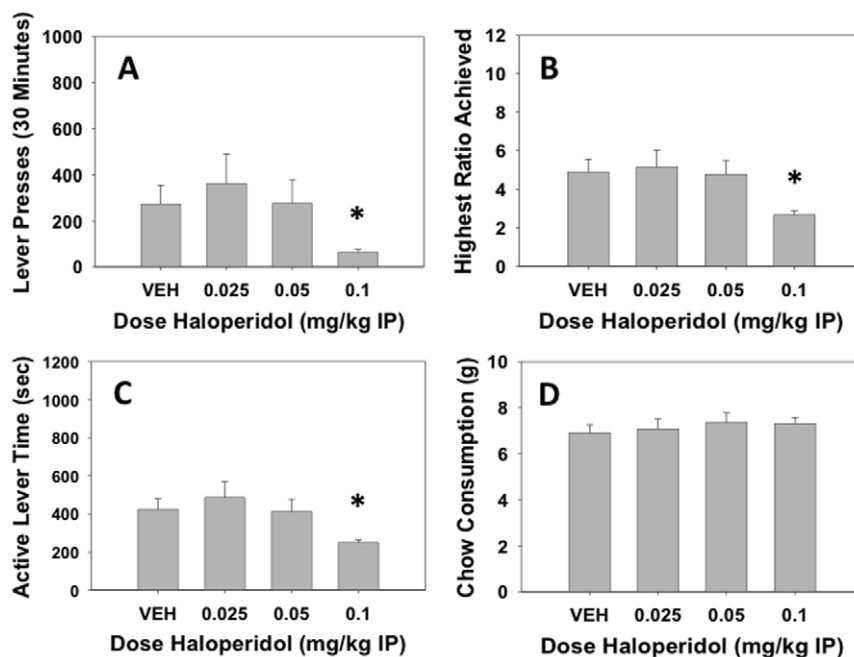 A
Lever Presses (30 Minutes)
1000
800
600
400
200
0
*
VEH 0.025 0.05 0.1
Dose Haloperidol (mg/kg IP)
B
Highest Ratio Achieved
12
10
8
6
4
2
0
*
VEH 0.025 0.05 0.1
Dose Haloperidol (mg/kg IP)
C
Active Lever Time (sec)
1200
1000
800
600
400
200
0
*
VEH 0.025 0.05 0.1
Dose Haloperidol (mg/kg IP)
D
Chow Consumption (g)
10
8
6
4
2
0
VEH 0.025 0.05 0.1
Dose Haloperidol (mg/kg IP)